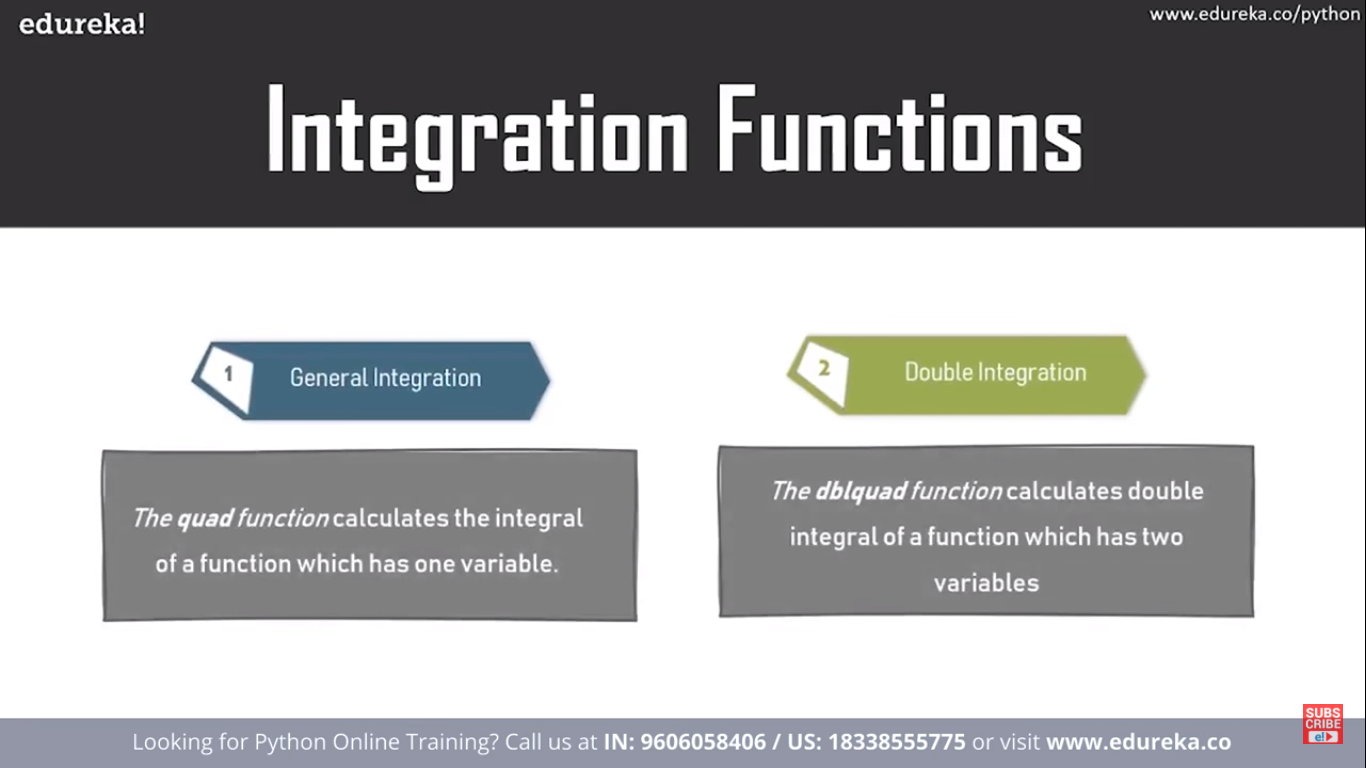 edureka!
www.edureka.co/python
Integration Functions
1
General Integration
The quad function calculates the integral
of a function which has one variable.
2
Double Integration
The dblquad function calculates double
integral of a function which has two
variables
SUBS
CRIBE
e!
Looking for Python Online Training? Call us at IN: 9606058406 / US: 18338555775 or visit www.edureka.co